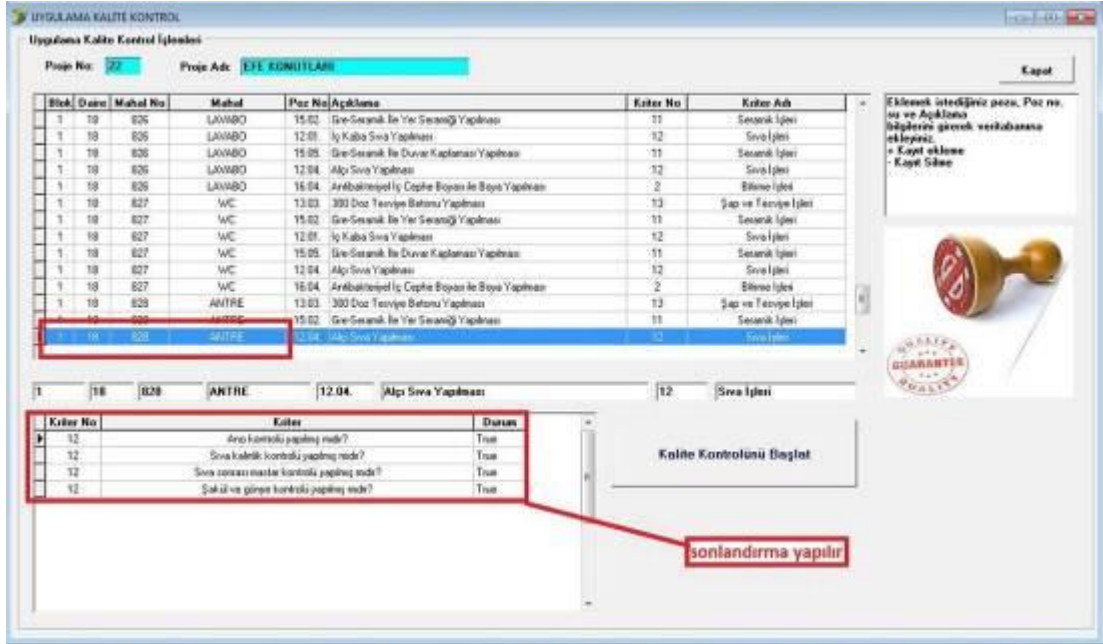 UYGULAMA KALİTE KONTROL
Uygulama Kalite Kontrol İşlemleri
Proje No: 22 Proje Adı: EFE KONUTLARI
Kapat
Blok Daire Mahal No Mahal Poz No Açıklama Kriter No Kriter Adı
1 18 826 LAVABO 15.02. Gre-Seramik İle Yer Seramiği Yapılması 11 Seramik İşleri
1 18 826 LAVABO 12.01. İç Kaba Sıva Yapılması 12 Sıva İşleri
1 18 826 LAVABO 15.05. Gre-Seramik İle Duvar Kaplaması Yapılması 11 Seramik İşleri
1 18 826 LAVABO 12.04. Alçı Sıva Yapılması 12 Sıva İşleri
1 18 826 LAVABO 16.04. Antibakteriyel İç Cephe Boyası ile Boya Yapılması 2 Bitirme İşleri
1 18 827 WC 13.03. 300 Doz Tesviye Betonu Yapılması 13 Şap ve Tesviye İşleri
1 18 827 WC 15.02. Gre-Seramik İle Yer Seramiği Yapılması 11 Seramik İşleri
1 18 827 WC 12.01. İç Kaba Sıva Yapılması 12 Sıva İşleri
1 18 827 WC 15.05. Gre-Seramik İle Duvar Kaplaması Yapılması 11 Seramik İşleri
1 18 827 WC 12.04. Alçı Sıva Yapılması 12 Sıva İşleri
1 18 827 WC 16.04. Antibakteriyel İç Cephe Boyası ile Boya Yapılması 2 Bitirme İşleri
1 18 828 ANTRE 13.03. 300 Doz Tesviye Betonu Yapılması 13 Şap ve Tesviye İşleri
1 18 828 ANTRE 15.02. Gre-Seramik İle Yer Seramiği Yapılması 11 Seramik İşleri
1 18 828 ANTRE 12.04. Alçı Sıva Yapılması 12 Sıva İşleri
Eklemek istediğiniz pozu, Poz no,
su ve Açıklama
bilgilerini girerek veritabanına
ekleyiniz.
+ Kayıt ekleme
- Kayıt Silme
QUALITY
GUARANTEE
QUALITY
1 18 828 ANTRE 12.04. Alçı Sıva Yapılması 12 Sıva İşleri
Kriter No Kriter Durum
12 Ano kontrolü yapılmış mıdır? True
12 Sıva kalınlık kontrolü yapılmış mıdır? True
12 Sıva sonrası mastar kontrolü yapılmış mıdır? True
12 Şakül ve gönye kontrolü yapılmış mıdır? True
Kalite Kontrolünü Başlat
sonlandırma yapılır